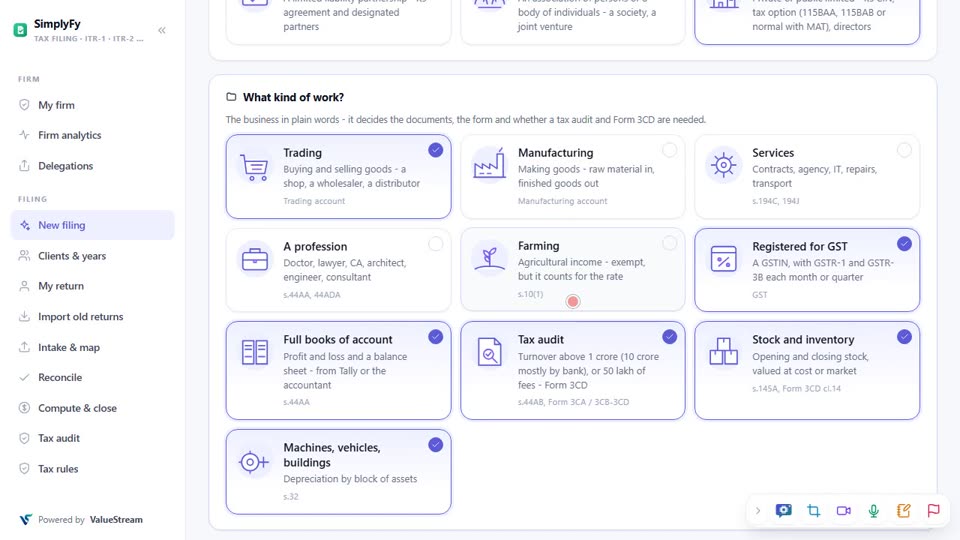 SimplyFy
TAX FILING · ITR-1 · ITR-2 ...
FIRM
My firm
Firm analytics
Delegations
FILING
New filing
Clients & years
My return
Import old returns
Intake & map
Reconcile
Compute & close
Tax audit
Tax rules
Powered by ValueStream
agreement and designated
partners
body of individuals - a society, a
joint venture
tax option (115BAA, 115BAB or
normal with MAT), directors
What kind of work?
The business in plain words - it decides the documents, the form and whether a tax audit and Form 3CD are needed.
Trading
Buying and selling goods - a
shop, a wholesaler, a distributor
Trading account
Manufacturing
Making goods - raw material in,
finished goods out
Manufacturing account
Services
Contracts, agency, IT, repairs,
transport
s.194C, 194J
A profession
Doctor, lawyer, CA, architect,
engineer, consultant
s.44AA, 44ADA
Farming
Agricultural income - exempt,
but it counts for the rate
s.10(1)
Registered for GST
A GSTIN, with GSTR-1 and GSTR-
3B each month or quarter
GST
Full books of account
Profit and loss and a balance
sheet - from Tally or the
accountant
s.44AA
Tax audit
Turnover above 1 crore (10 crore
mostly by bank), or 50 lakh of
fees - Form 3CD
s.44AB, Form 3CA / 3CB-3CD
Stock and inventory
Opening and closing stock,
valued at cost or market
s.145A, Form 3CD cl.14
Machines, vehicles,
buildings
Depreciation by block of assets
s.32